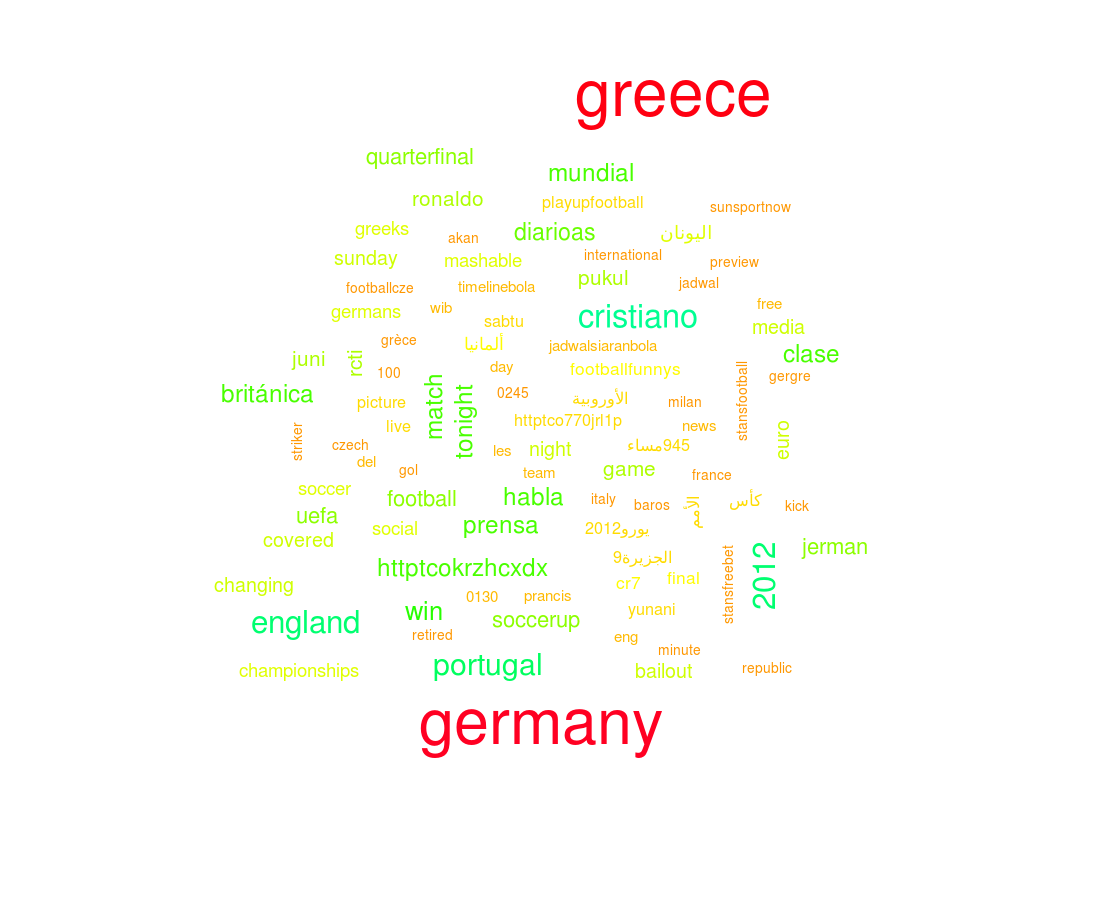 greece
quarterfinal
mundial
ronaldo
playupfootball
sunsportnow
greeks
akan
diarioas
اليونان
sunday
mashable
international
preview
footballcze
timelinebola
pukul
jadwal
germans
wib
sabtu
cristiano
free
media
grèce
ألمانيا
jadwalsiaranbola
clase
juni
rcti
100
day
footballfunnys
gergre
británica
picture
match
tonight
0245
الأوروبية
milan
stansfootball
live
httptco770jrl1p
news
euro
striker
czech
del
les
night
945مساء
gol
team
game
france
soccer
football
habla
italy
baros
الأمم
كأس
kick
uefa
social
prensa
يورو2012
covered
الجزيرة9
jerman
changing
httptcokrzhcxdx
cr7
final
stansfreebet
2012
england
win
0130
prancis
soccerup
yunani
retired
eng
minute
championships
portugal
bailout
republic
germany